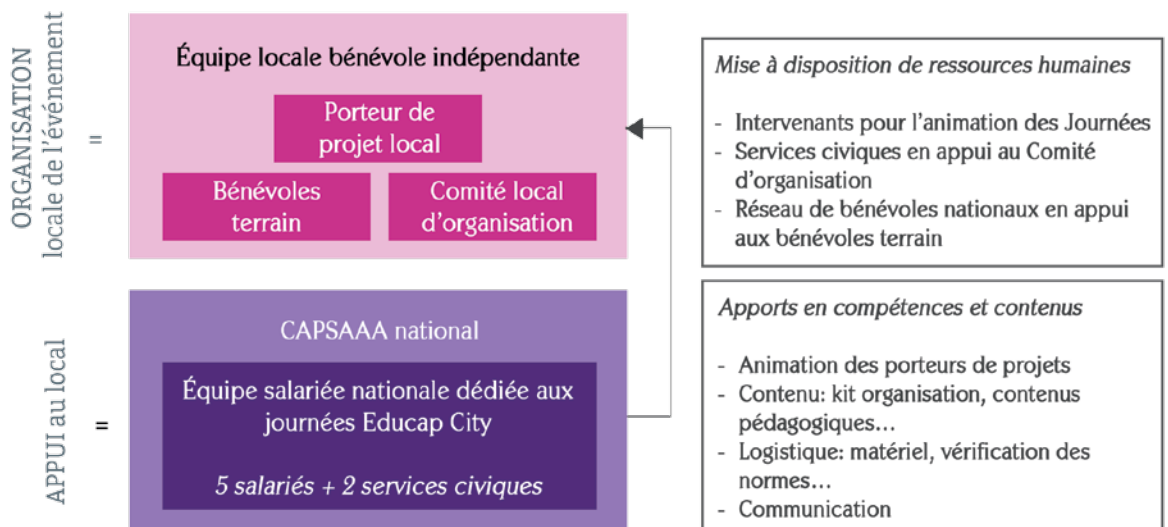 ORGANISATION
locale de l'événement
=
Équipe locale bénévole indépendante
Porteur de
projet local
Bénévoles
terrain
Comité local
d'organisation
Mise à disposition de ressources humaines
- Intervenants pour l'animation des Journées
- Services civiques en appui au Comité
d'organisation
- Réseau de bénévoles nationaux en appui
aux bénévoles terrain
APPUI au local
=
CAPSAAA national
Équipe salariée nationale dédiée aux
journées Educap City
5 salariés + 2 services civiques
Apports en compétences et contenus
- Animation des porteurs de projets
- Contenu: kit organisation, contenus
pédagogiques...
- Logistique: matériel, vérification des
normes...
- Communication